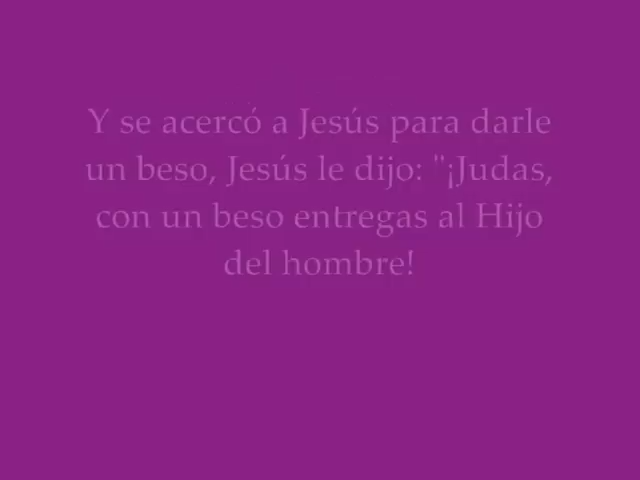 Y se acercó a Jesús para darle
un beso, Jesús le dijo: "¡Judas,
con un beso entregas al Hijo
del hombre!